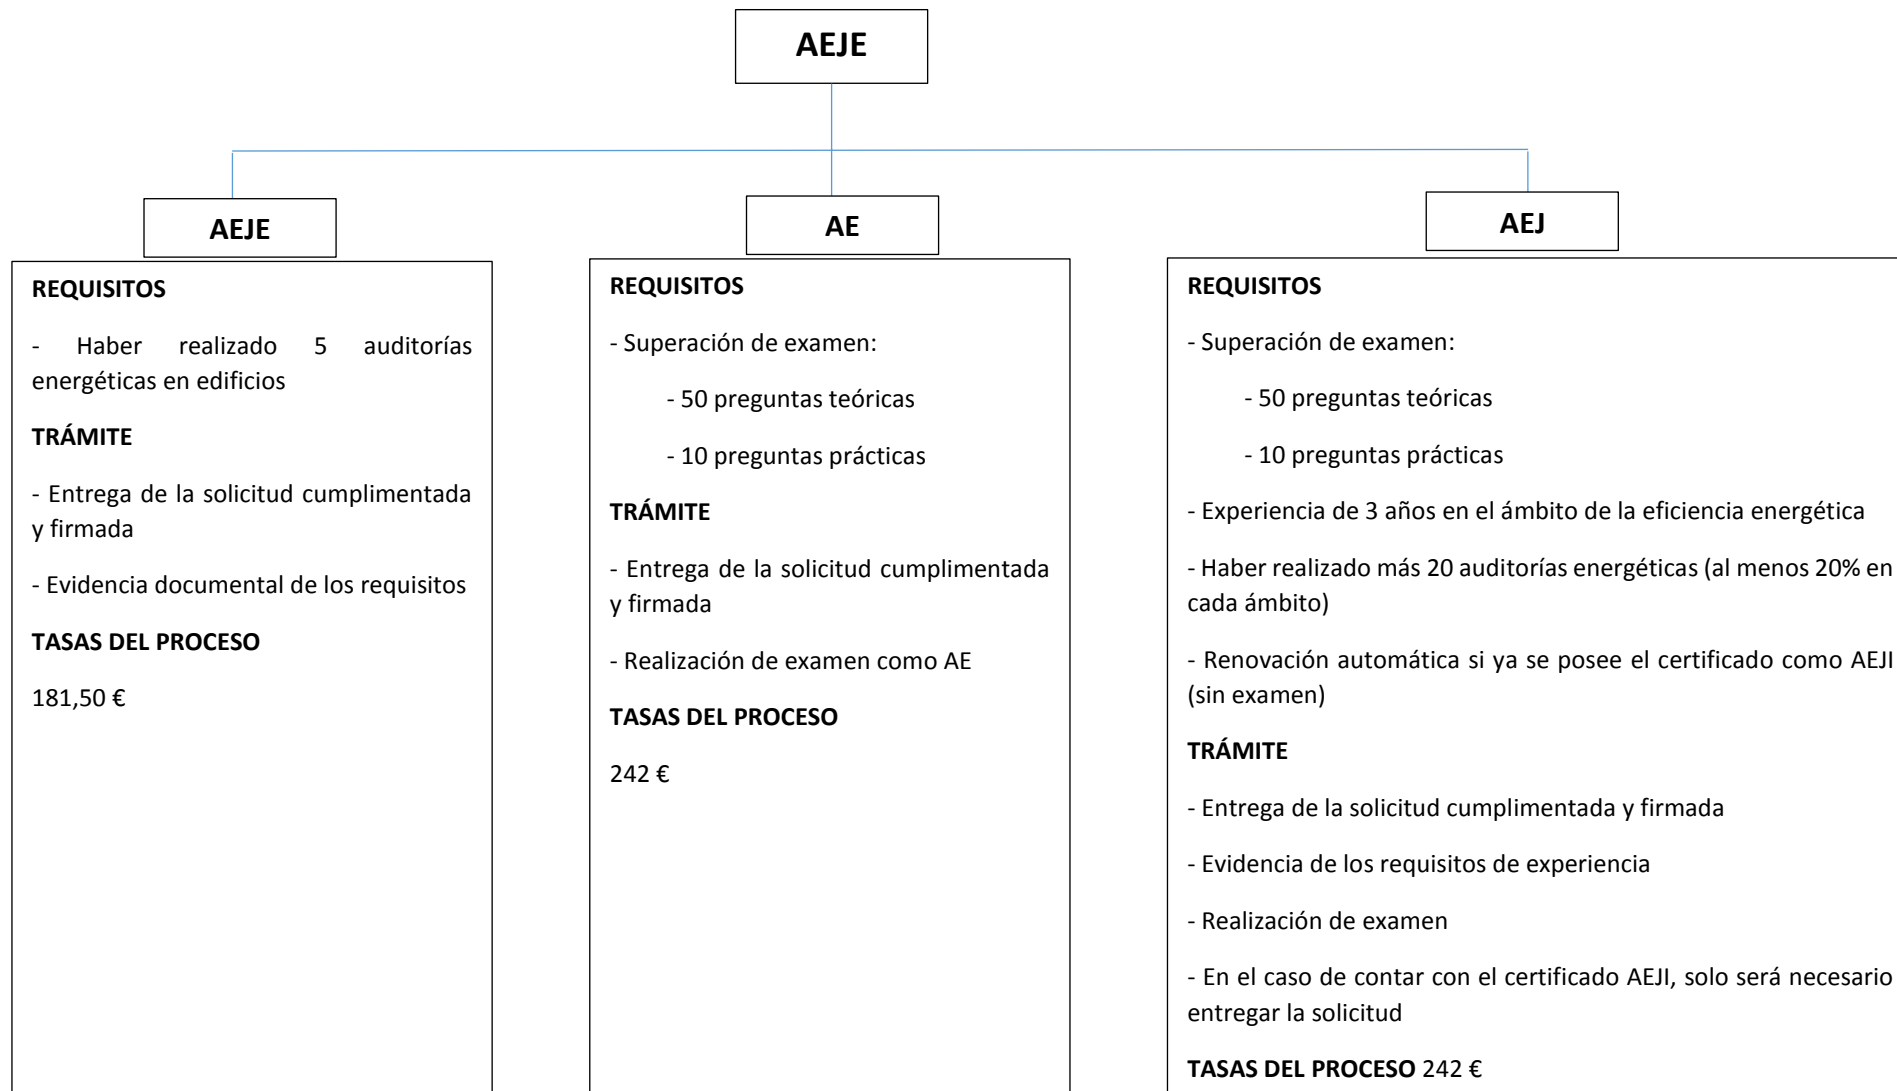 AEJE
AEJE
REQUISITOS
- Haber realizado 5 auditorías
energéticas en edificios
TRÁMITE
- Entrega de la solicitud cumplimentada
y firmada
- Evidencia documental de los requisitos
TASAS DEL PROCESO
181,50 €
AE
REQUISITOS
- Superación de examen:
- 50 preguntas teóricas
- 10 preguntas prácticas
TRÁMITE
- Entrega de la solicitud cumplimentada
y firmada
- Realización de examen como AE
TASAS DEL PROCESO
242 €
AEJ
REQUISITOS
- Superación de examen:
- 50 preguntas teóricas
- 10 preguntas prácticas
- Experiencia de 3 años en el ámbito de la eficiencia energética
- Haber realizado más 20 auditorías energéticas (al menos 20% en
cada ámbito)
- Renovación automática si ya se posee el certificado como AEJI
(sin examen)
TRÁMITE
- Entrega de la solicitud cumplimentada y firmada
- Evidencia de los requisitos de experiencia
- Realización de examen
- En el caso de contar con el certificado AEJI, solo será necesario
entregar la solicitud
TASAS DEL PROCESO 242 €